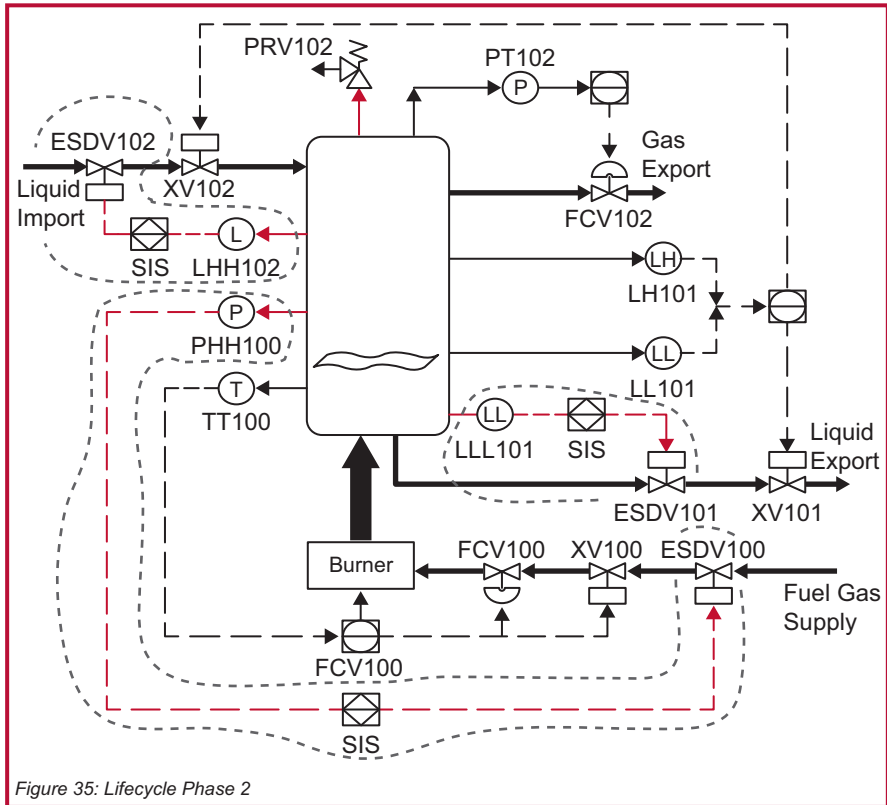 PRV102
PT102
P
ESDV102
Gas
Export
Liquid
Import
XV102
FCV102
L
SIS
LHH102
LH
LH101
P
PHH100
LL
LL101
T
TT100
LL
LLL101
SIS
Liquid
Export
ESDV101
XV101
Burner
FCV100
XV100
ESDV100
Fuel Gas
Supply
FCV100
SIS
Figure 35: Lifecycle Phase 2